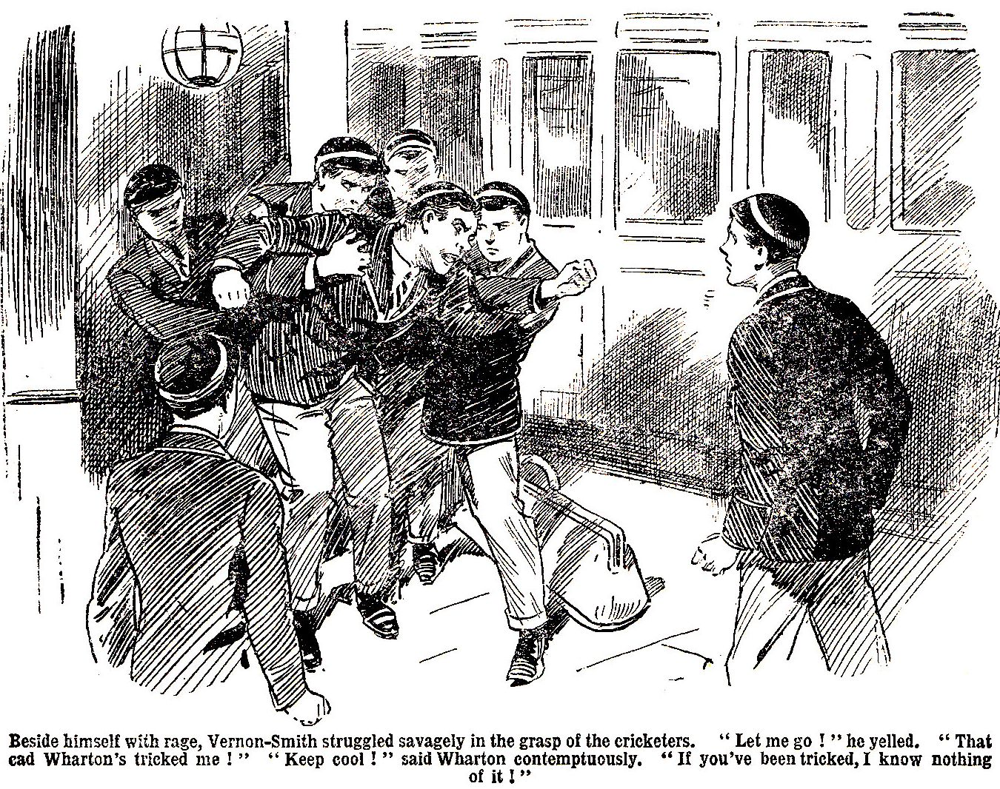 Beside himself with rage, Vernon-Smith struggled savagely in the grasp of the cricketers. “ Let me go ! ” he yelled. “ That
cad Wharton’s tricked me ! ” “ Keep cool ! ” said Wharton contemptuously. “ If you’ve been tricked, I know nothing
of it ! ”